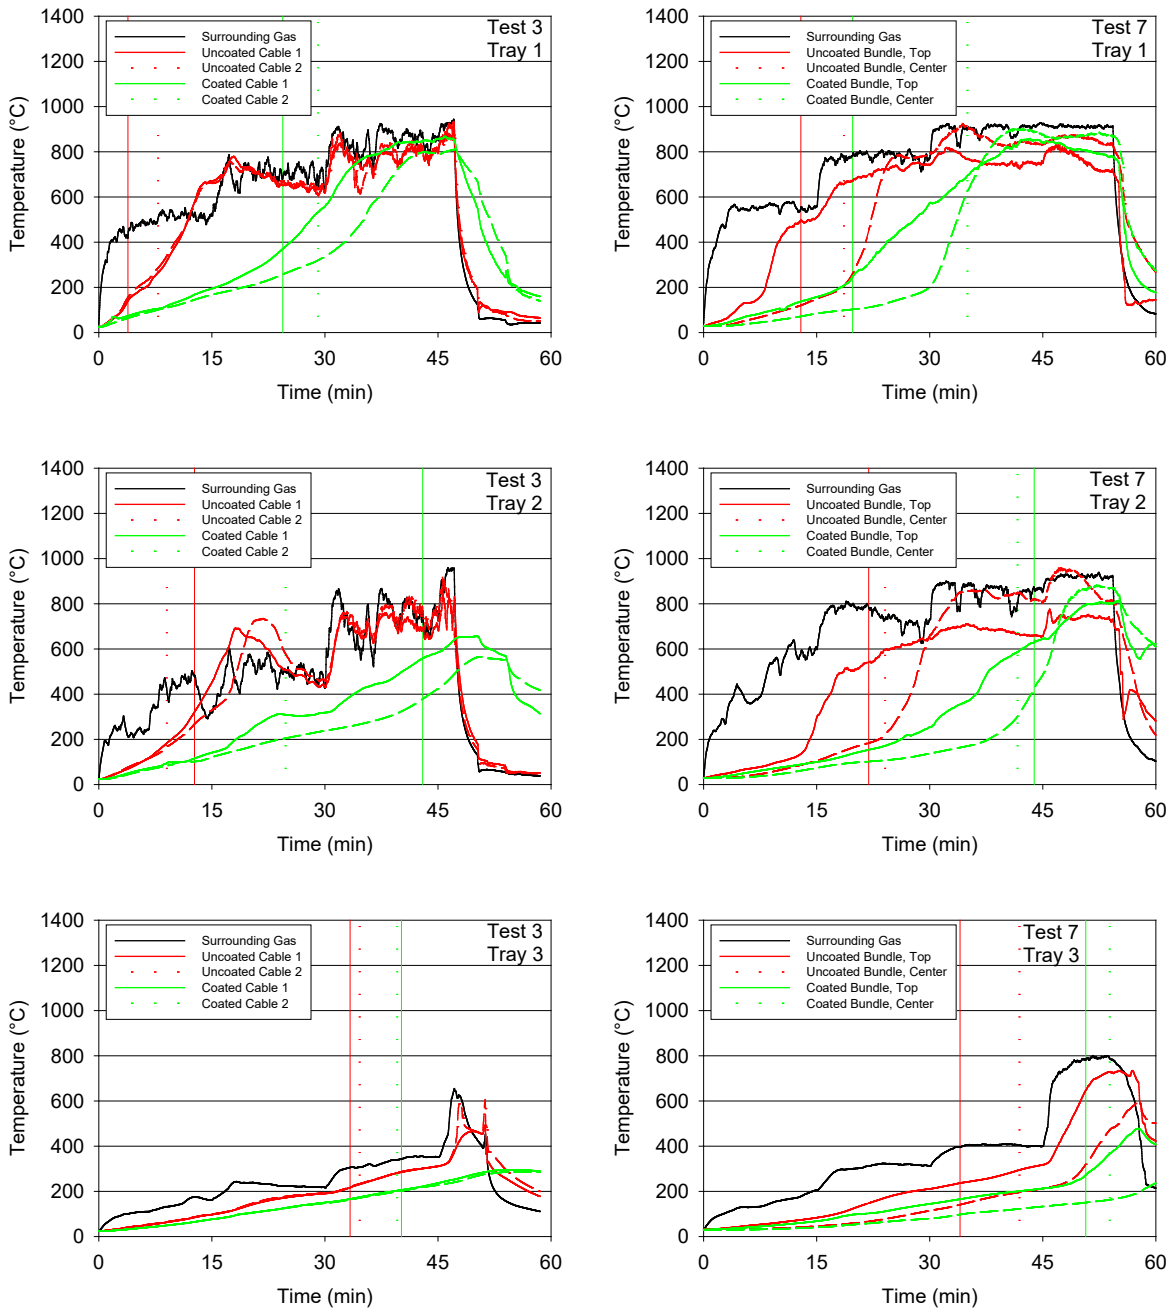 Test 3
Tray 1
Surrounding Gas
Uncoated Cable 1
Uncoated Cable 2
Coated Cable 1
Coated Cable 2
Temperature (°C)
1400
1200
1000
800
600
400
200
0
0 15 30 45 60
Time (min)
Test 7
Tray 1
Surrounding Gas
Uncoated Bundle, Top
Uncoated Bundle, Center
Coated Bundle, Top
Coated Bundle, Center
Temperature (°C)
1400
1200
1000
800
600
400
200
0
0 15 30 45 60
Time (min)
Test 3
Tray 2
Surrounding Gas
Uncoated Cable 1
Uncoated Cable 2
Coated Cable 1
Coated Cable 2
Temperature (°C)
1400
1200
1000
800
600
400
200
0
0 15 30 45 60
Time (min)
Test 7
Tray 2
Surrounding Gas
Uncoated Bundle, Top
Uncoated Bundle, Center
Coated Bundle, Top
Coated Bundle, Center
Temperature (°C)
1400
1200
1000
800
600
400
200
0
0 15 30 45 60
Time (min)
Test 3
Tray 3
Surrounding Gas
Uncoated Cable 1
Uncoated Cable 2
Coated Cable 1
Coated Cable 2
Temperature (°C)
1400
1200
1000
800
600
400
200
0
0 15 30 45 60
Time (min)
Test 7
Tray 3
Surrounding Gas
Uncoated Bundle, Top
Uncoated Bundle, Center
Coated Bundle, Top
Coated Bundle, Center
Temperature (°C)
1400
1200
1000
800
600
400
200
0
0 15 30 45 60
Time (min)